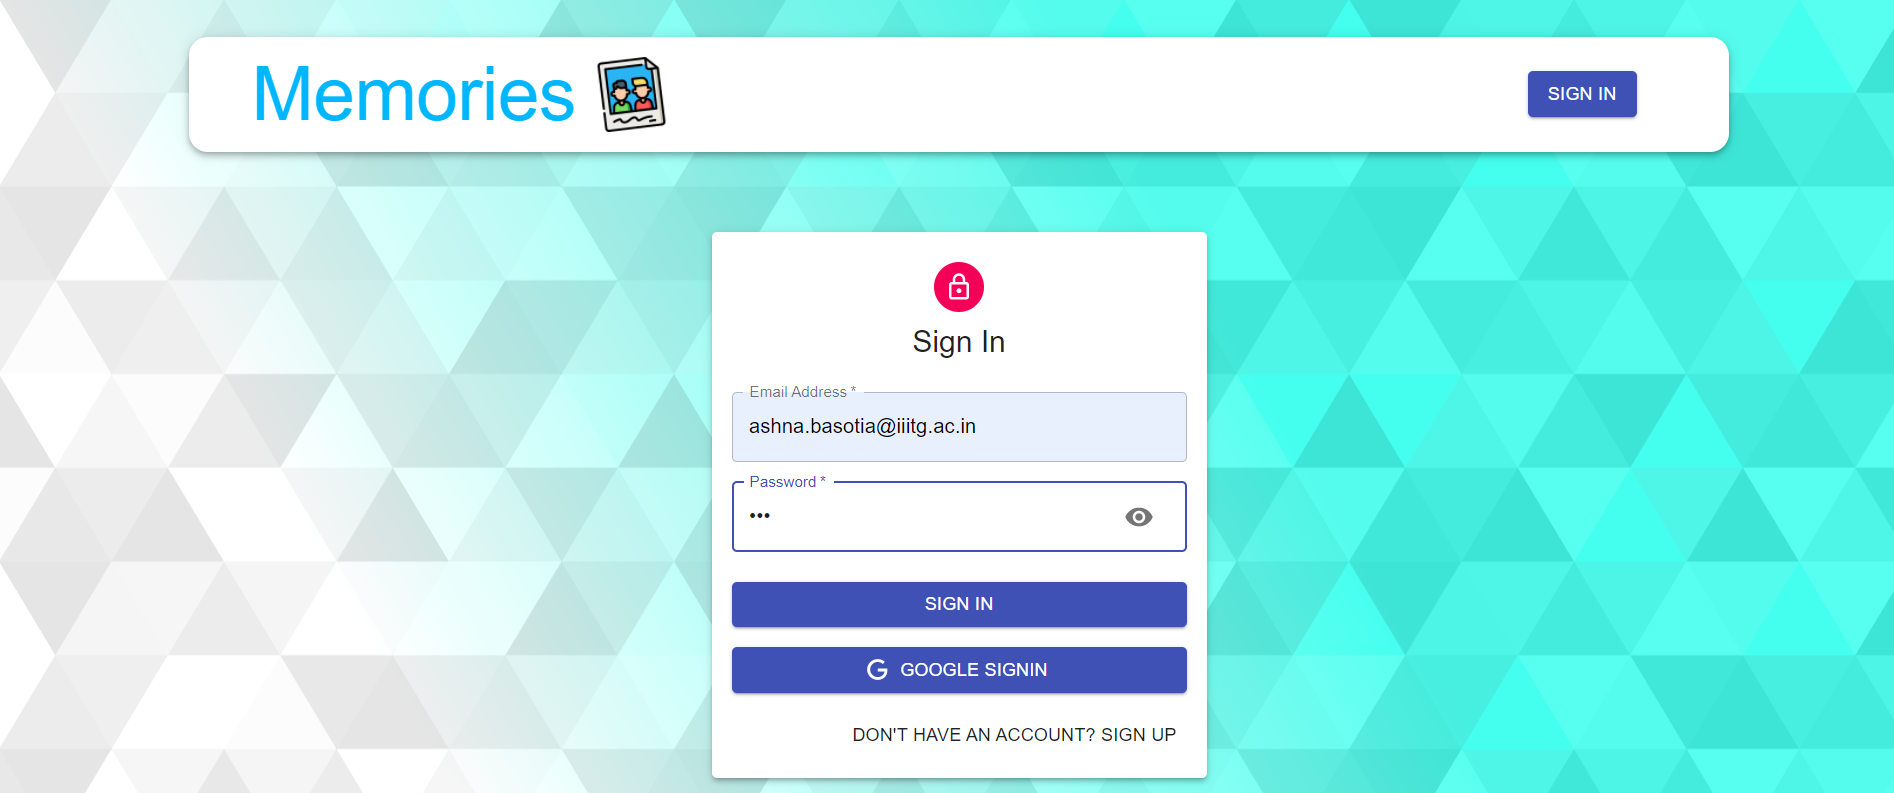 Memories
SIGN IN
Sign In
Email Address *
ashna.basotia@iiitg.ac.in
Password *
•••
SIGN IN
GOOGLE SIGNIN
DON'T HAVE AN ACCOUNT? SIGN UP